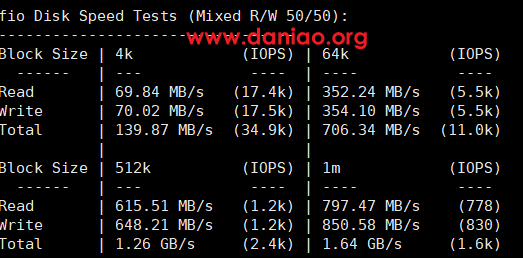 fio Disk Speed Tests (Mixed R/W 50/50):
---------------------------------
www.daniao.org
Block Size | 4k (IOPS) | 64k (IOPS)
------ | --- ---- | ---- ----
Read | 69.84 MB/s (17.4k) | 352.24 MB/s (5.5k)
Write | 70.02 MB/s (17.5k) | 354.10 MB/s (5.5k)
Total | 139.87 MB/s (34.9k) | 706.34 MB/s (11.0k)
| |
Block Size | 512k (IOPS) | 1m (IOPS)
------ | --- ---- | ---- ----
Read | 615.51 MB/s (1.2k) | 797.47 MB/s (778)
Write | 648.21 MB/s (1.2k) | 850.58 MB/s (830)
Total | 1.26 GB/s (2.4k) | 1.64 GB/s (1.6k)